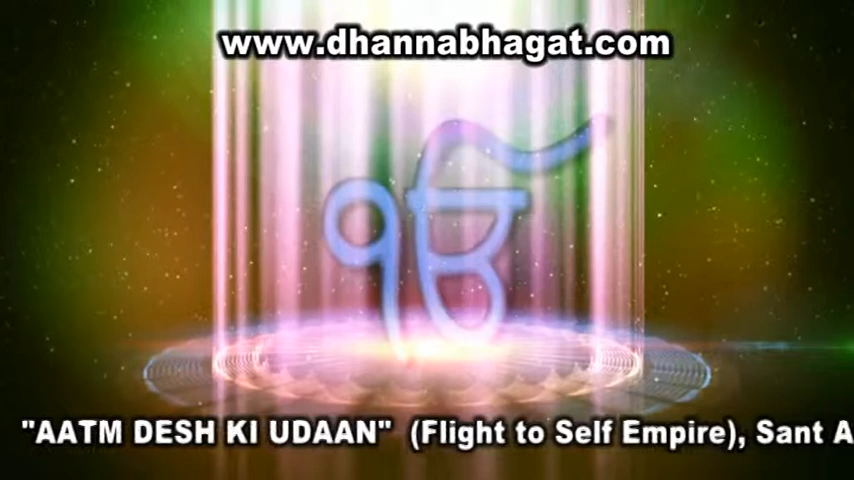 www.dhannabhagat.com
ੴ
"AATM DESH KI UDAAN" (Flight to Self Empire), Sant A